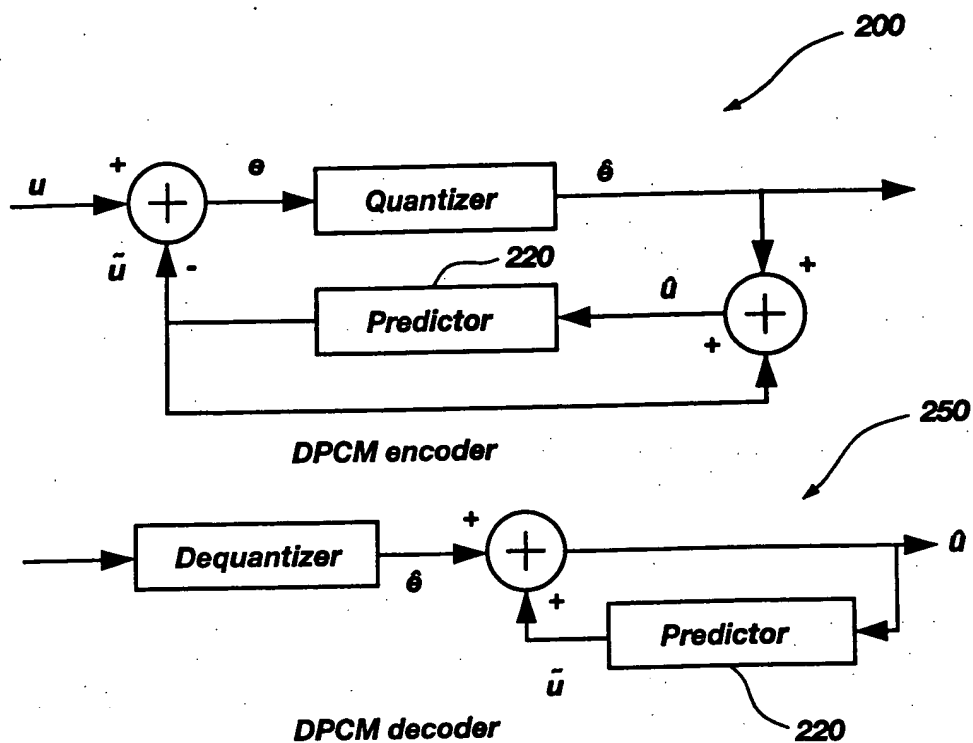 200
+
e
ê
u
+
Quantizer
ũ
-
220
+
û
+
Predictor
+
250
DPCM encoder
+
+
Dequantizer
û
ê
+
Predictor
ũ
220
DPCM decoder